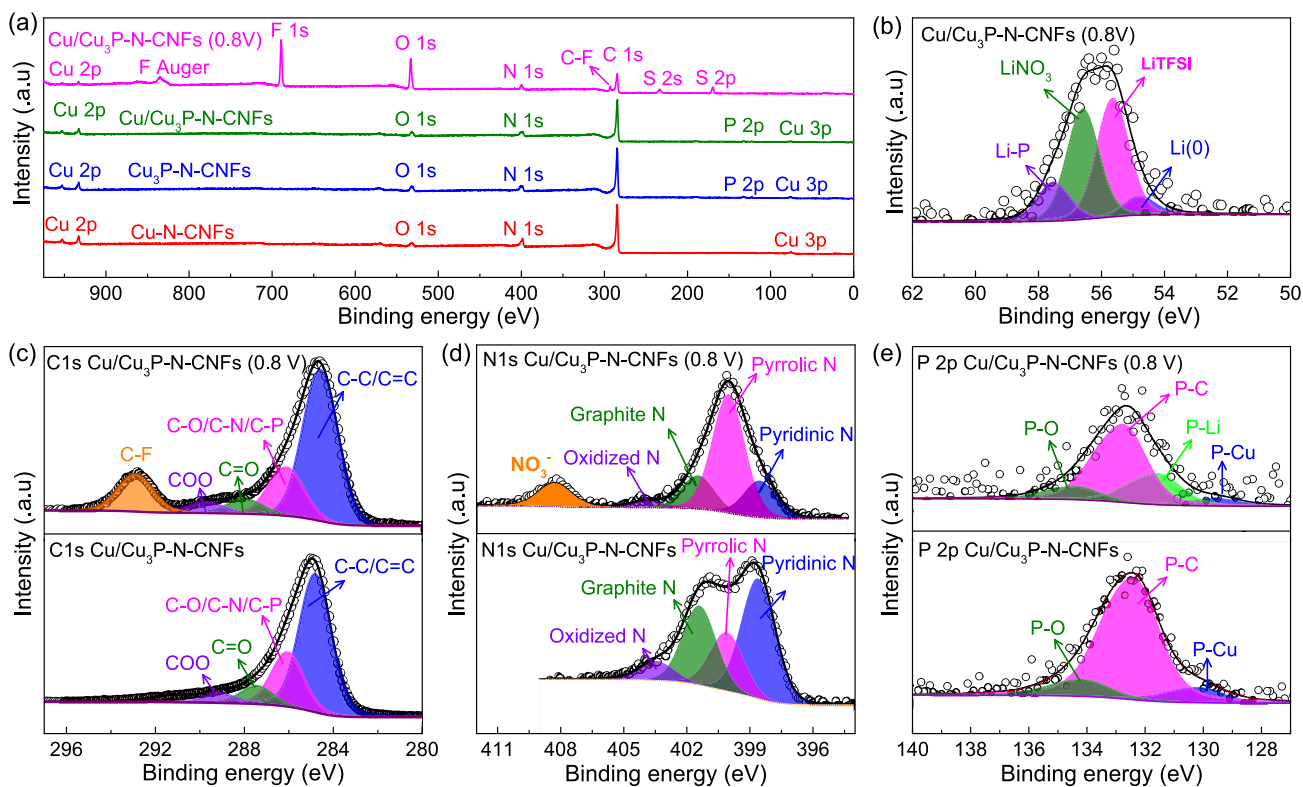 (a)
Cu/Cu₃P-N-CNFs (0.8V)
F 1s
O 1s
C-F
C 1s
Cu 2p
F Auger
N 1s
S 2s
S 2p
Cu 2p
Cu/Cu₃P-N-CNFs
O 1s
N 1s
P 2p
Cu 3p
Cu 2p
Cu₃P-N-CNFs
O 1s
N 1s
P 2p
Cu 3p
Cu 2p
Cu-N-CNFs
O 1s
N 1s
Cu 3p
Intensity (.a.u)
900 800 700 600 500 400 300 200 100 0
Binding energy (eV)
(b)
Cu/Cu₃P-N-CNFs (0.8V)
LiNO₃
LiTFSI
Li-P
Li(0)
Intensity (.a.u)
62 60 58 56 54 52 50
Binding energy (eV)
(c)
C1s Cu/Cu₃P-N-CNFs (0.8 V)
C-C/C=C
C-O/C-N/C-P
C-F
C=O
COO
C1s Cu/Cu₃P-N-CNFs
C-C/C=C
C-O/C-N/C-P
C=O
COO
Intensity (.a.u)
296 292 288 284 280
Binding energy (eV)
(d)
N1s Cu/Cu₃P-N-CNFs (0.8 V)
Pyrrolic N
Graphite N
Pyridinic N
Oxidized N
NO₃⁻
N1s Cu/Cu₃P-N-CNFs
Pyrrolic N
Pyridinic N
Graphite N
Oxidized N
Intensity (.a.u)
411 408 405 402 399 396
Binding energy (eV)
(e)
P 2p Cu/Cu₃P-N-CNFs (0.8 V)
P-C
P-O
P-Li
P-Cu
P 2p Cu/Cu₃P-N-CNFs
P-C
P-O
P-Cu
Intensity (.a.u)
140 138 136 134 132 130 128
Binding energy (eV)